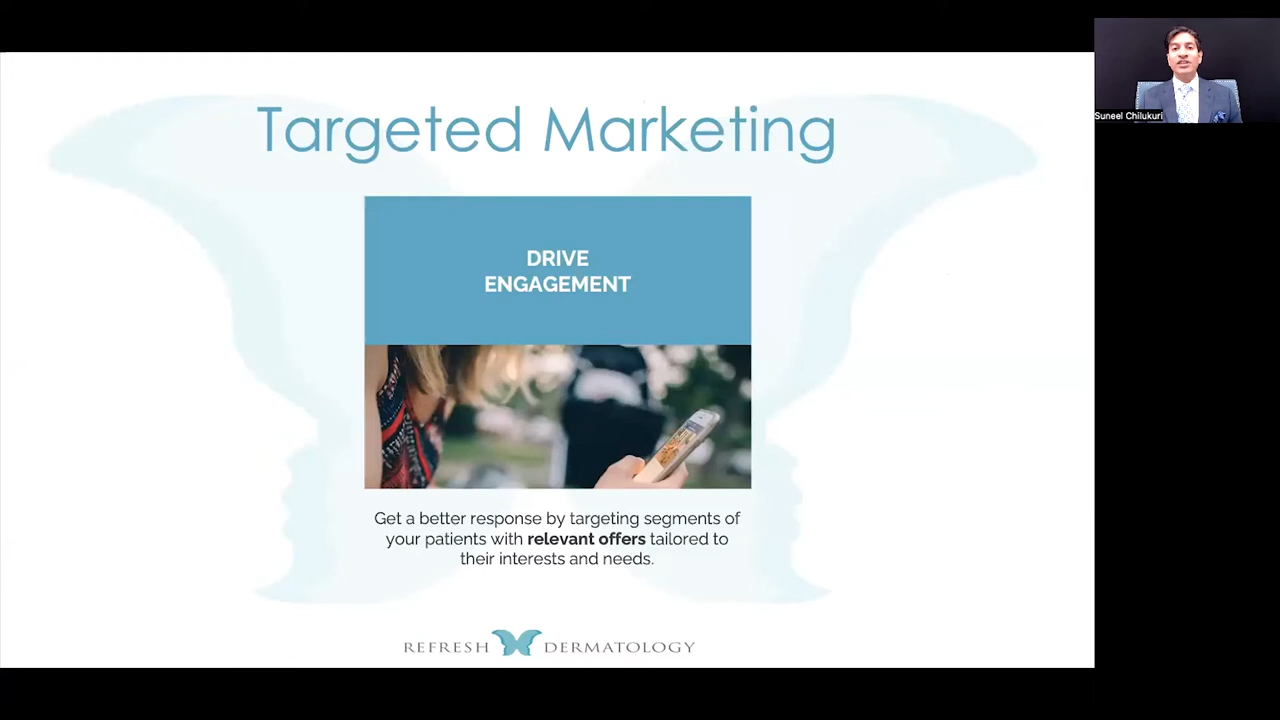 Targeted Marketing
Suneel Chilukuri
DRIVE
ENGAGEMENT
Get a better response by targeting segments of
your patients with relevant offers tailored to
their interests and needs.
REFRESH DERMATOLOGY